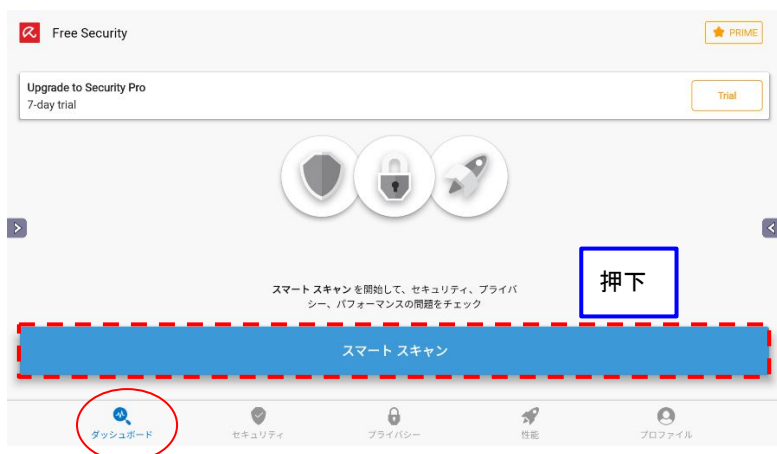 Free Security
PRIME
Upgrade to Security Pro
7-day trial
Trial
スマート スキャン を開始して、セキュリティ、プライバ
シー、パフォーマンスの問題をチェック
押下
スマート スキャン
ダッシュボード
セキュリティ
プライバシー
性能
プロファイル